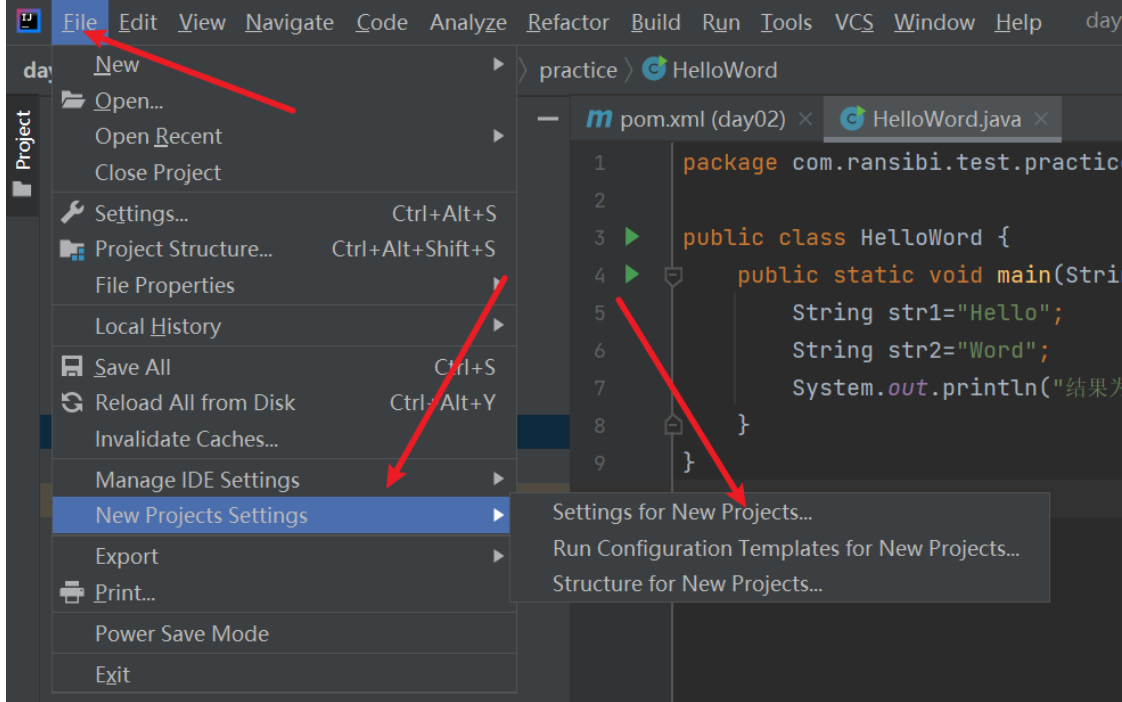 File Edit View Navigate Code Analyze Refactor Build Run Tools VCS Window Help day
practice HelloWord
Project
New
Open...
Open Recent
Close Project
Settings... Ctrl+Alt+S
Project Structure... Ctrl+Alt+Shift+S
File Properties
Local History
Save All Ctrl+S
Reload All from Disk Ctrl+Alt+Y
Invalidate Caches...
Manage IDE Settings
New Projects Settings
Export
Print...
Power Save Mode
Exit
Settings for New Projects...
Run Configuration Templates for New Projects...
Structure for New Projects...
pom.xml (day02) HelloWord.java
1 package com.ransibi.test.practic
2
3 public class HelloWord {
4 public static void main(Stri
5 String str1="Hello";
6 String str2="Word";
7 System.out.println("结果为
8 }
9 }